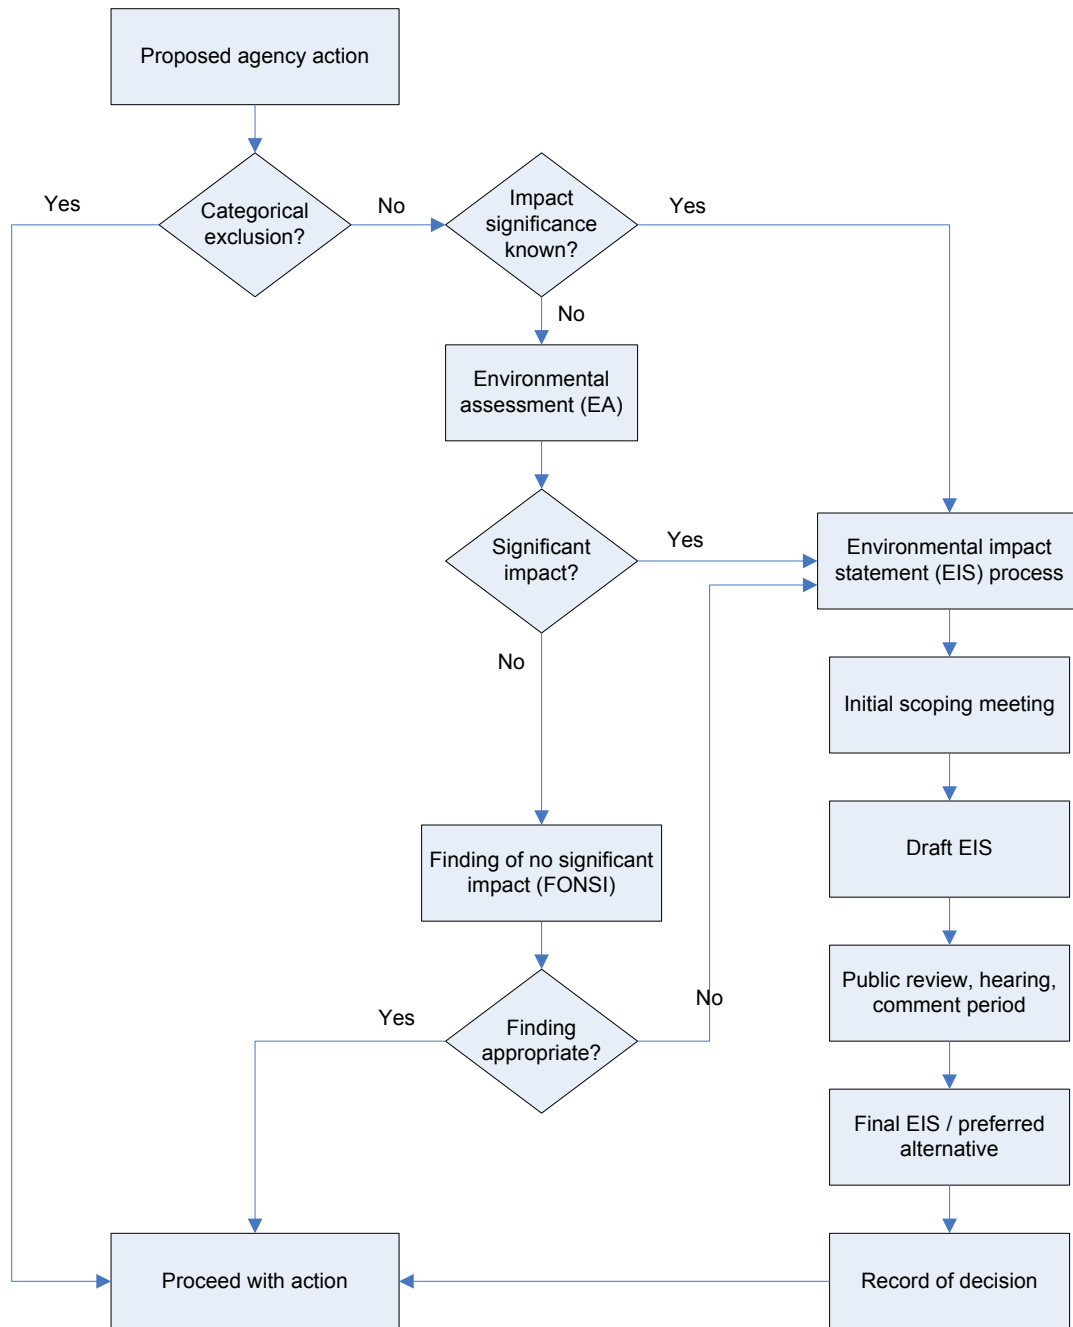 Proposed agency action
Yes
Categorical
exclusion?
No
Impact
significance
known?
Yes
No
Environmental
assessment (EA)
Significant
impact?
Yes
Environmental impact
statement (EIS) process
No
Initial scoping meeting
Draft EIS
Finding of no significant
impact (FONSI)
Public review, hearing,
comment period
Yes
Finding
appropriate?
No
Final EIS / preferred
alternative
Proceed with action
Record of decision